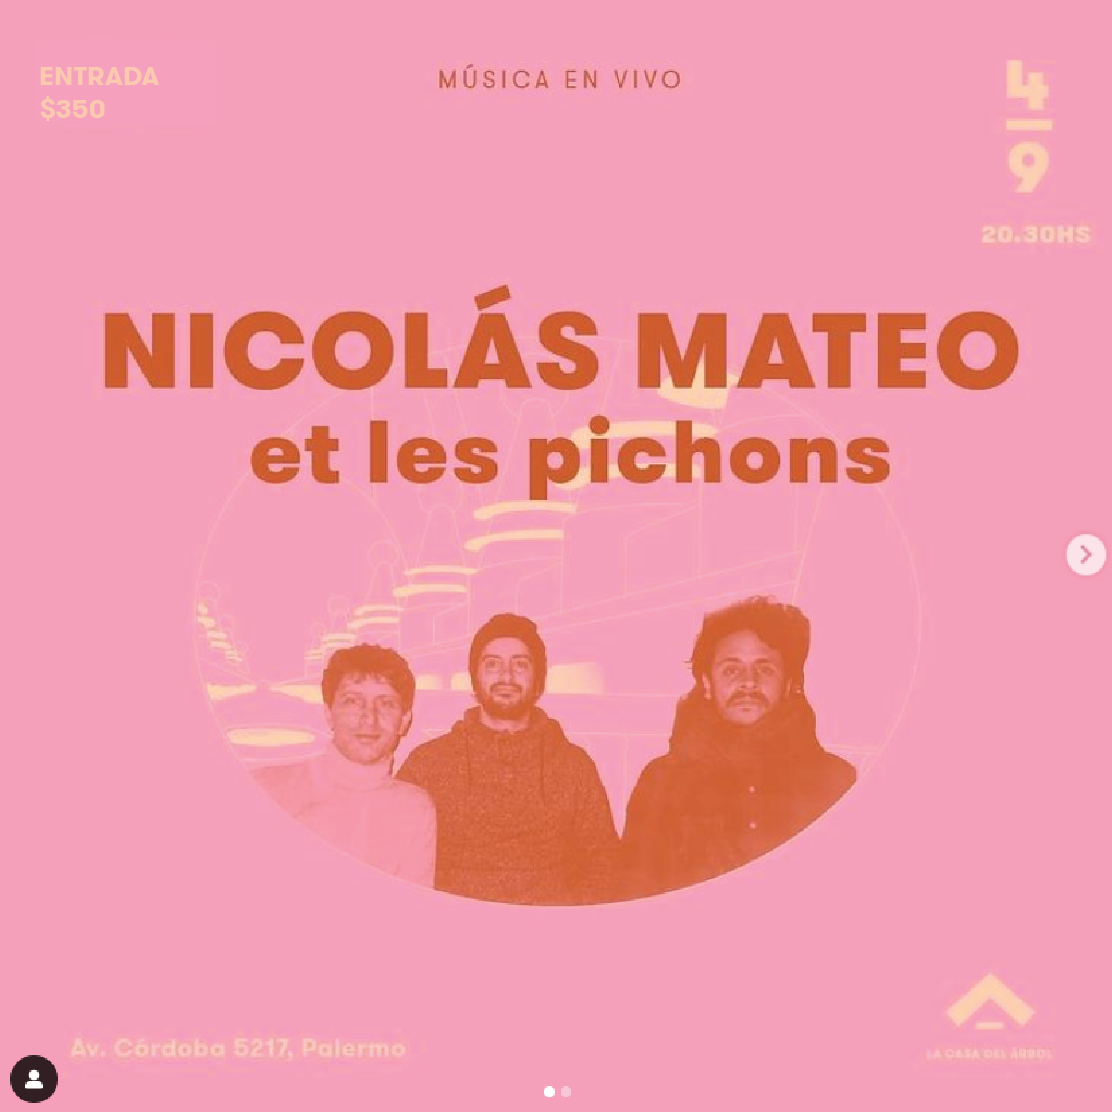 ENTRADA
$350
MÚSICA EN VIVO
4
9
20.30HS
NICOLÁS MATEO
et les pichons
Av. Córdoba 5217, Palermo
LA CASA DEL ÁRBOL